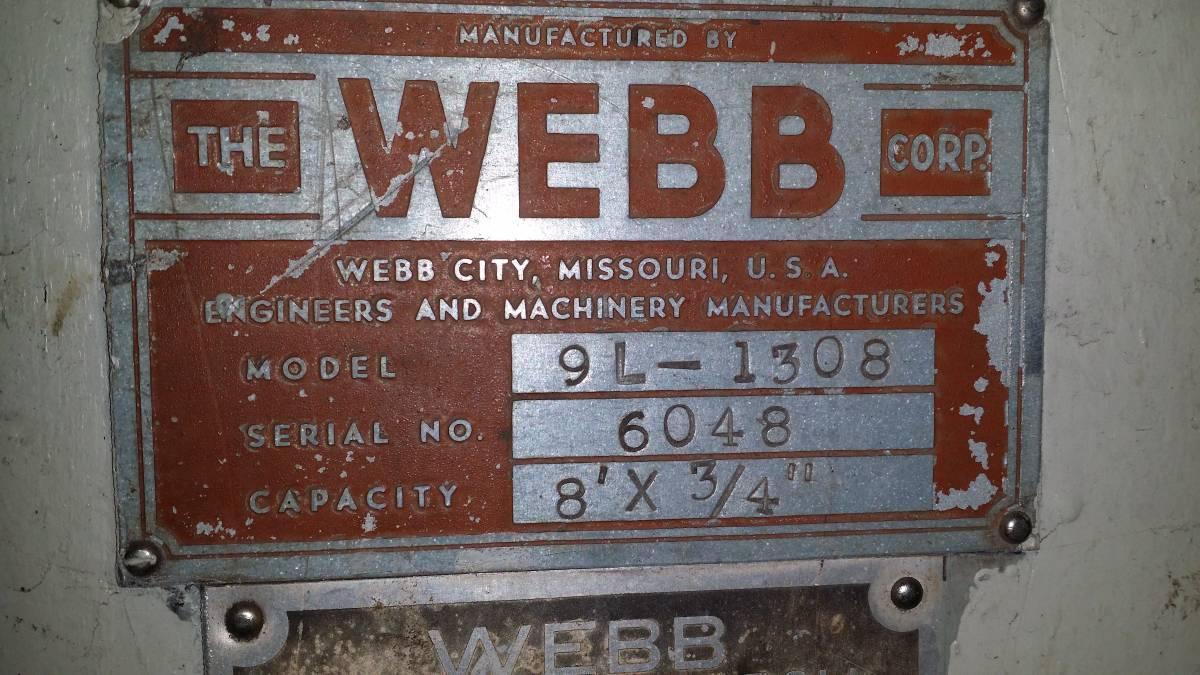 MANUFACTURED BY
THE WEBB CORP.
WEBB CITY, MISSOURI, U.S.A.
ENGINEERS AND MACHINERY MANUFACTURERS
MODEL 9L-1308
SERIAL NO. 6048
CAPACITY 8'X 3/4"
WEBB